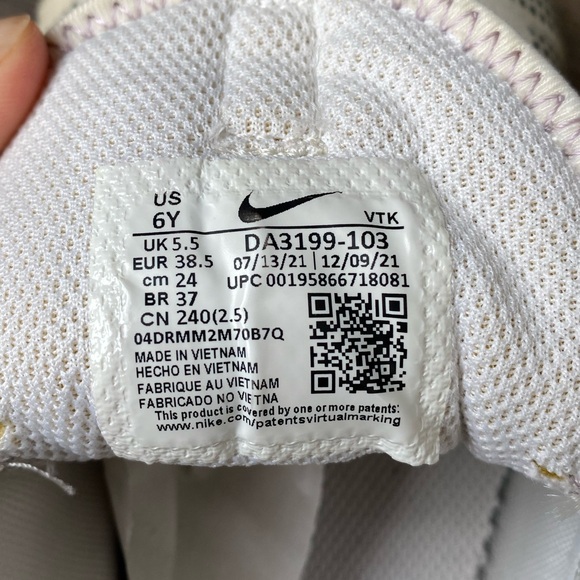 US
6Y
VTK
UK 5.5
DA3199-103
EUR 38.5
07/13/21 | 12/09/21
cm 24
UPC 00195866718081
BR 37
CN 240(2.5)
04DRMM2M70B7Q
MADE IN VIETNAM
HECHO EN VIETNAM
FABRIQUE AU VIETNAM
FABRICADO NO VIETNA
This product is covered by one or more patents:
www.nike.com/patentsvirtualmarking